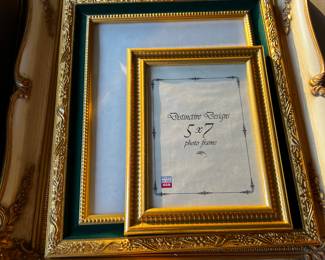 Distinctive Designs
5x7
photo frame